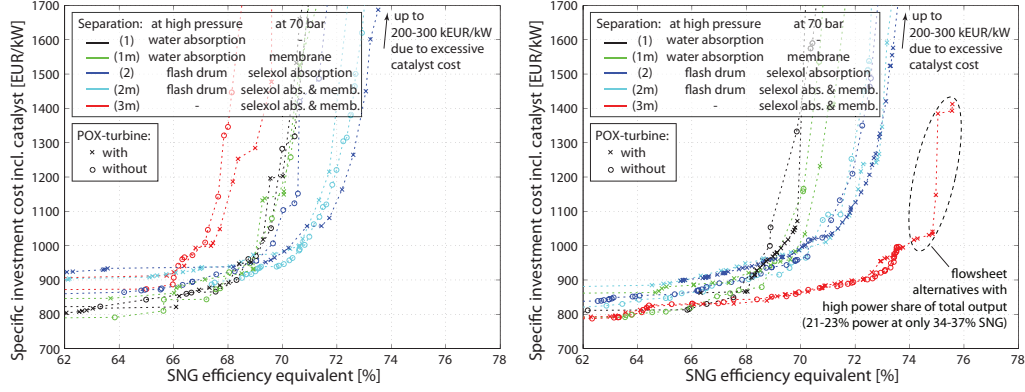 Separation: at high pressure at 70 bar
(1) water absorption -
(1m) water absorption membrane
(2) flash drum selexol absorption
(2m) flash drum selexol abs. & memb.
(3m) - selexol abs. & memb.
POX-turbine:
× with
○ without
up to
200-300 kEUR/kW
due to excessive
catalyst cost
Specific investment cost incl. catalyst [EUR/kW]
1700
1600
1500
1400
1300
1200
1100
1000
900
800
700
62 64 66 68 70 72 74 76 78
SNG efficiency equivalent [%]
Separation: at high pressure at 70 bar
(1) water absorption -
(1m) water absorption membrane
(2) flash drum selexol absorption
(2m) flash drum selexol abs. & memb.
(3m) - selexol abs. & memb.
POX-turbine:
× with
○ without
up to
200-300 kEUR/kW
due to excessive
catalyst cost
flowsheet
alternatives with
high power share of total output
(21-23% power at only 34-37% SNG)
Specific investment cost incl. catalyst [EUR/kW]
1700
1600
1500
1400
1300
1200
1100
1000
900
800
700
62 64 66 68 70 72 74 76 78
SNG efficiency equivalent [%]